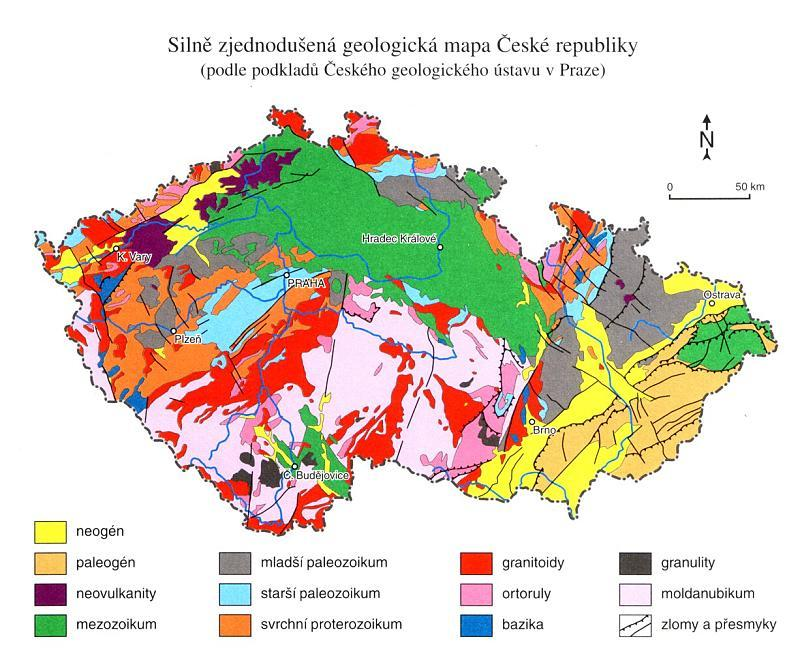 Silně zjednodušená geologická mapa České republiky
(podle podkladů Českého geologického ústavu v Praze)
N
0 50 km
Hradec Králové
K. Vary
PRAHA
Ostrava
Plzeň
Brno
Č. Budějovice
neogén
paleogén
neovulkanity
mezozoikum
mladší paleozoikum
starší paleozoikum
svrchní proterozoikum
granitoidy
ortoruly
bazika
granulity
moldanubikum
zlomy a přesmyky